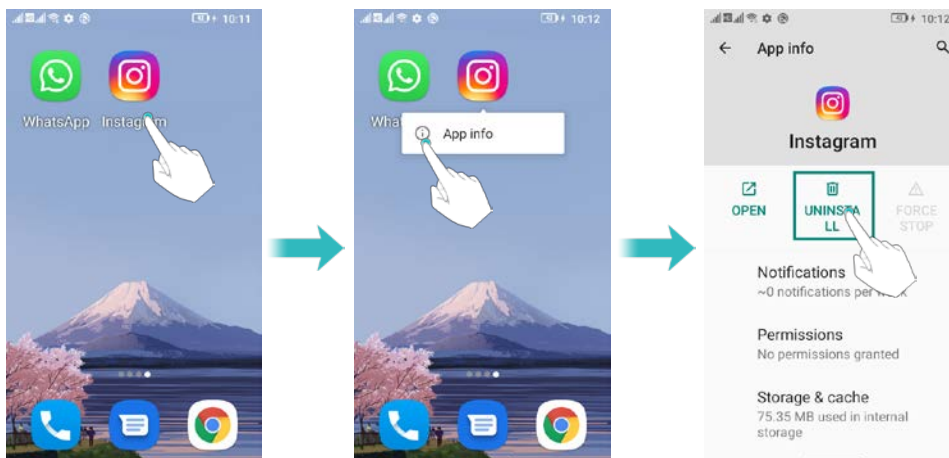 10:11
WhatsApp Instagram
10:12
App info
10:12
App info
Instagram
OPEN
UNINSTA
LL
FORCE
STOP
Notifications
~0 notifications per week
Permissions
No permissions granted
Storage & cache
75.35 MB used in internal
storage